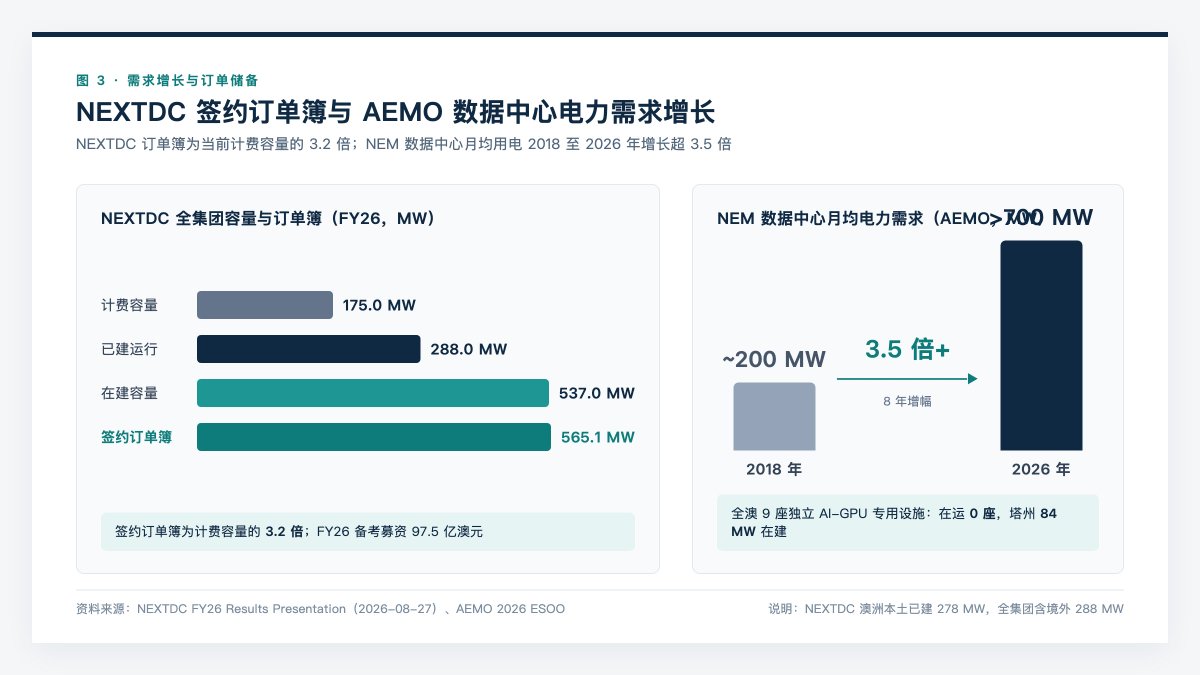 图 3 · 需求增长与订单储备
NEXTDC 签约订单簿与 AEMO 数据中心电力需求增长
NEXTDC 订单簿为当前计费容量的 3.2 倍；NEM 数据中心月均用电 2018 至 2026 年增长超 3.5 倍
NEXTDC 全集团容量与订单簿（FY26，MW）
计费容量
175.0 MW
已建运行
288.0 MW
在建容量
537.0 MW
签约订单簿
565.1 MW
签约订单簿为计费容量的 3.2 倍；FY26 备考募资 97.5 亿澳元
NEM 数据中心月均电力需求（AEMO，
>700 MW
~200 MW
3.5 倍+
8 年增幅
2018 年
2026 年
全澳 9 座独立 AI-GPU 专用设施：在运 0 座，塔州 84
MW 在建
资料来源：NEXTDC FY26 Results Presentation（2026-08-27）、AEMO 2026 ESOO
说明：NEXTDC 澳洲本土已建 278 MW，全集团含境外 288 MW